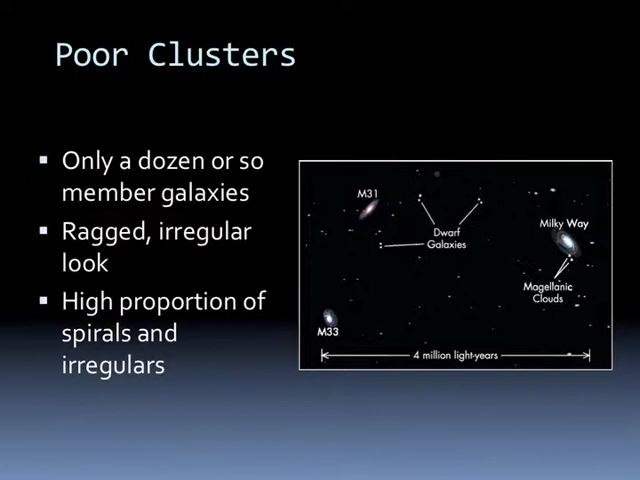 Poor Clusters
Only a dozen or so
member galaxies
Ragged, irregular
look
High proportion of
spirals and
irregulars
M31
Dwarf
Galaxies
Milky Way
Magellanic
Clouds
M33
4 million light-years